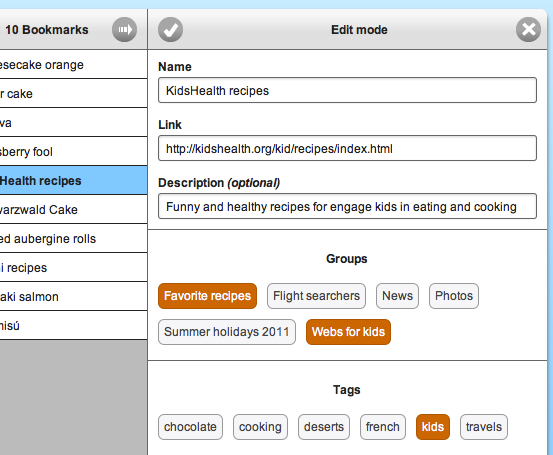 10 Bookmarks
Edit mode
esecake orange
r cake
va
sberry fool
Health recipes
varzwald Cake
ed aubergine rolls
i recipes
aki salmon
misú
Name
KidsHealth recipes
Link
http://kidshealth.org/kid/recipes/index.html
Description (optional)
Funny and healthy recipes for engage kids in eating and cooking
Groups
Favorite recipes Flight searchers News Photos
Summer holidays 2011 Webs for kids
Tags
chocolate cooking deserts french kids travels